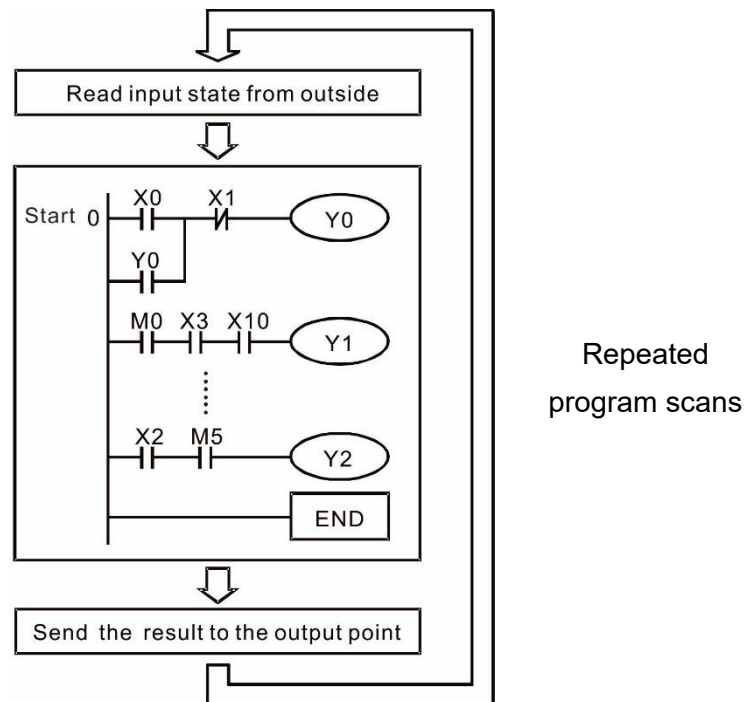 Read input state from outside
X0 X1
Start 0 Y0
Y0
M0 X3 X10
Y1
X2 M5
Y2
END
Send the result to the output point
Repeated
program scans